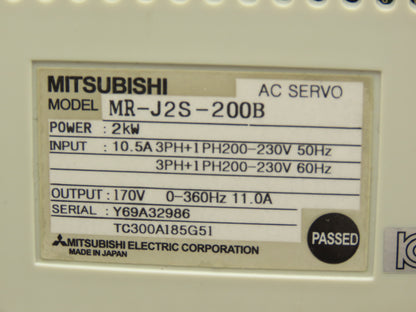 MITSUBISHI
AC SERVO
MODEL MR-J2S-200B
POWER : 2kW
INPUT : 10.5A 3PH+1PH200-230V 50Hz
3PH+1PH200-230V 60Hz
OUTPUT : 170V 0-360Hz 11.0A
SERIAL : Y69A32986
TC300A185G51
PASSED
MITSUBISHI ELECTRIC CORPORATION
MADE IN JAPAN